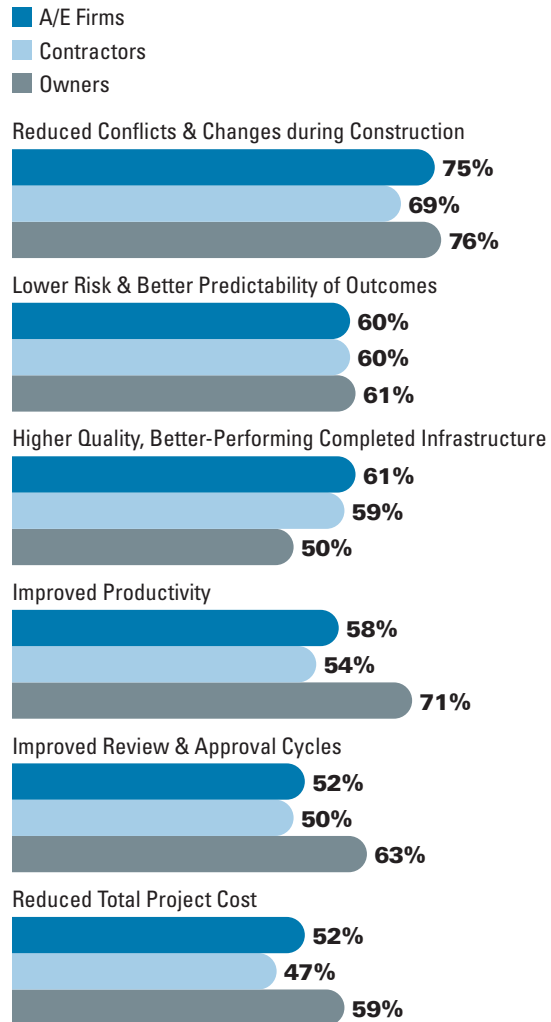 A/E Firms
Contractors
Owners
Reduced Conflicts & Changes during Construction
75%
69%
76%
Lower Risk & Better Predictability of Outcomes
60%
60%
61%
Higher Quality, Better-Performing Completed Infrastructure
61%
59%
50%
Improved Productivity
58%
54%
71%
Improved Review & Approval Cycles
52%
50%
63%
Reduced Total Project Cost
52%
47%
59%